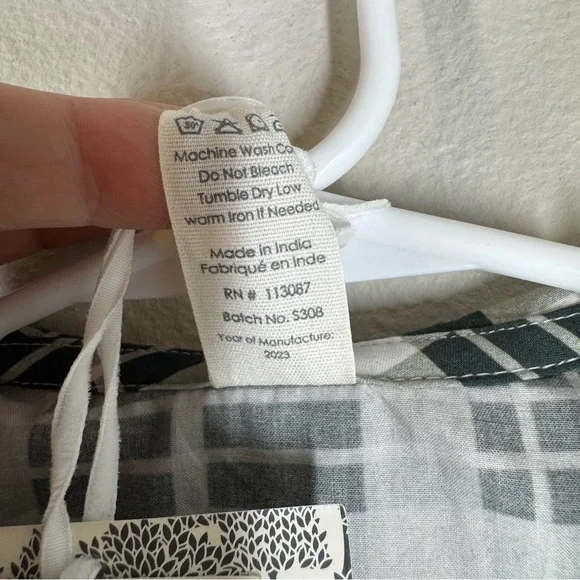 30°
Machine Wash
Do Not Bleach
Tumble Dry Low
warm Iron If Needed
Made in India
Fabriqué en Inde
RN # 113087
Batch No. S308
Year of Manufacture:
2023